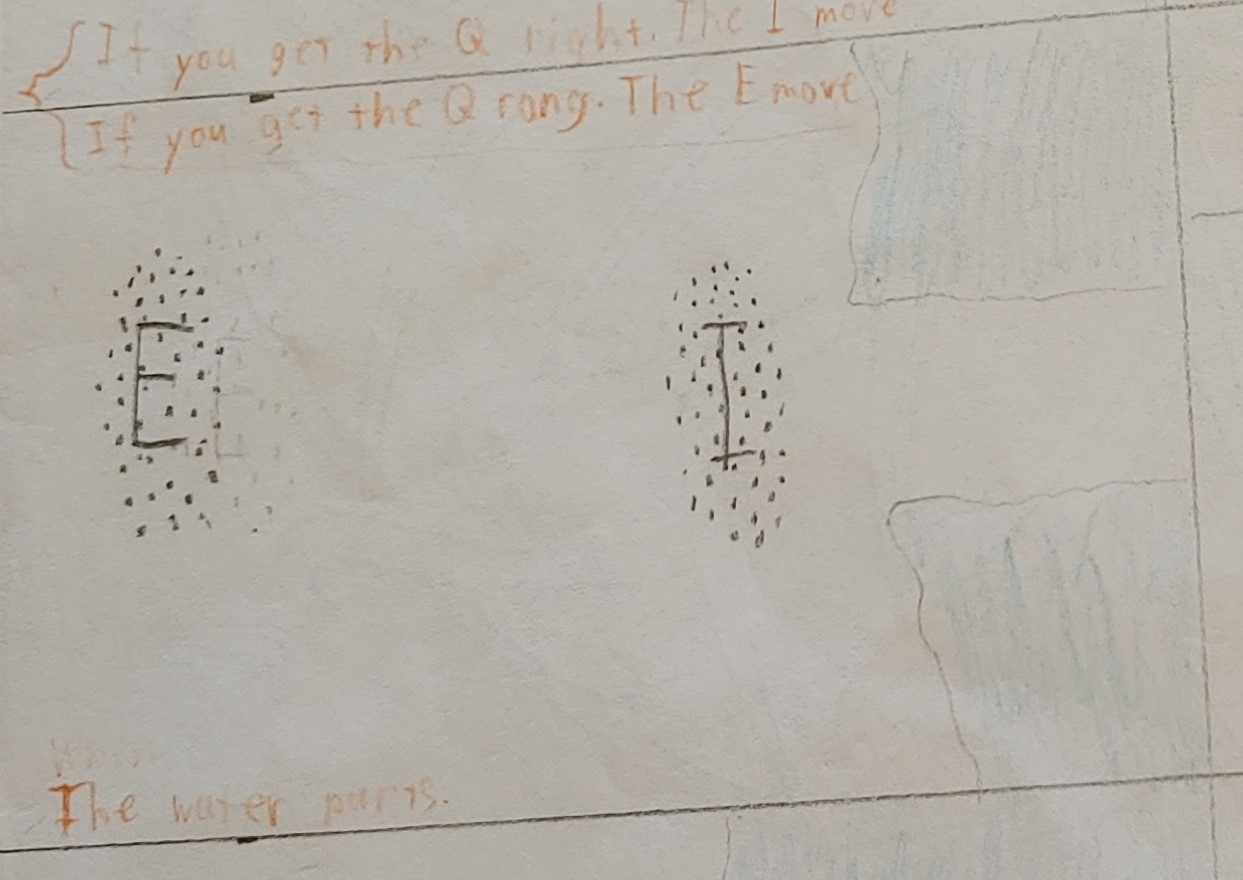 If you get the Q right. The I move
If you get the Q rong. The E move
E I
The water parts.